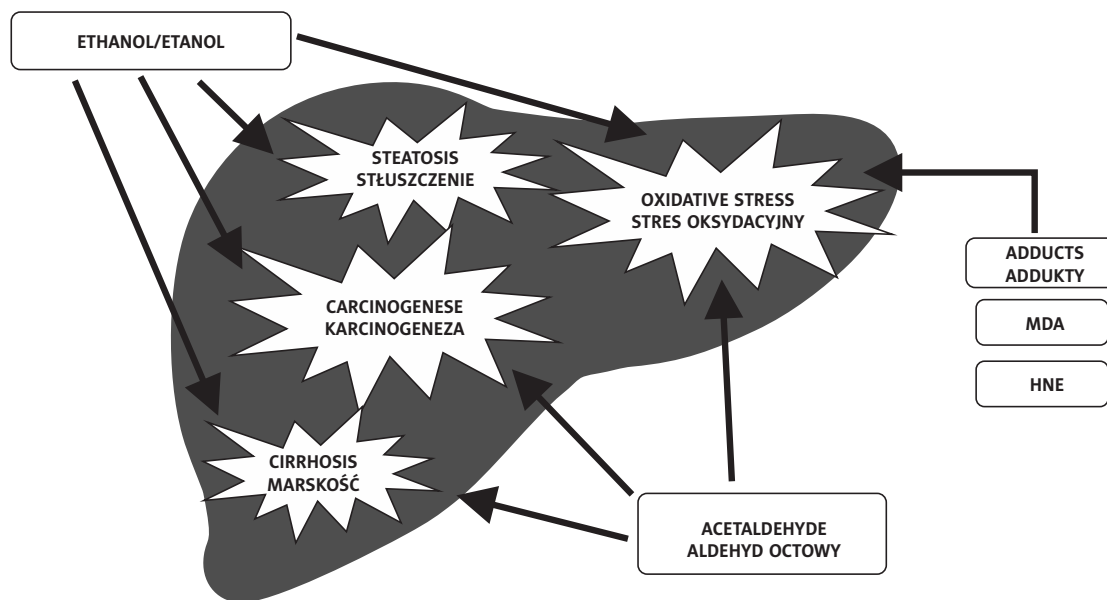 ETHANOL/ETANOL
STEATOSIS
STŁUSZCZENIE
OXIDATIVE STRESS
STRES OKSYDACYJNY
ADDUCTS
ADDUKTY
CARCINOGENESE
KARCINOGENEZA
MDA
HNE
CIRRHOSIS
MARSKOŚĆ
ACETALDEHYDE
ALDEHYD OCTOWY